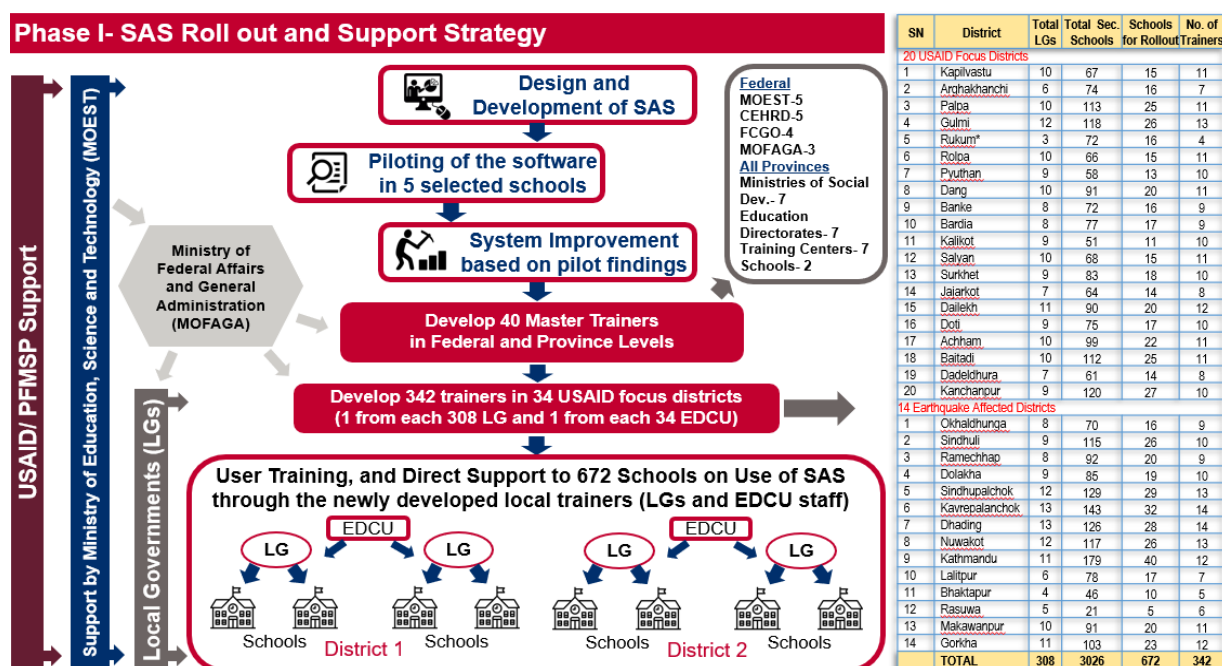 Phase I- SAS Roll out and Support Strategy
USAID/ PFMSP Support
Support by Ministry of Education, Science and Technology (MOEST)
Ministry of
Federal Affairs
and General
Administration
(MOFAGA)
Local Governments (LGs)
Design and
Development of SAS
Piloting of the software
in 5 selected schools
System Improvement
based on pilot findings
Federal
MOEST-5
CEHRD-5
FCGO-4
MOFAGA-3
All Provinces
Ministries of Social
Dev.- 7
Education
Directorates- 7
Training Centers- 7
Schools- 2
Develop 40 Master Trainers
in Federal and Province Levels
Develop 342 trainers in 34 USAID focus districts
(1 from each 308 LG and 1 from each 34 EDCU)
User Training, and Direct Support to 672 Schools on Use of SAS
through the newly developed local trainers (LGs and EDCU staff)
EDCU EDCU
LG LG LG LG
Schools Schools Schools Schools
District 1 District 2
SN District Total LGs Total Sec. Schools Schools for Rollout No. of Trainers
20 USAID Focus Districts
1 Kapilvastu 10 67 15 11
2 Arghakhanchi 6 74 16 7
3 Palpa 10 113 25 11
4 Gulmi 12 118 26 13
5 Rukum* 3 72 16 4
6 Rolpa 10 66 15 11
7 Pyuthan 9 58 13 10
8 Dang 10 91 20 11
9 Banke 8 72 16 9
10 Bardia 8 77 17 9
11 Kalikot 9 51 11 10
12 Salyan 10 68 15 11
13 Surkhet 9 83 18 10
14 Jajarkot 7 64 14 8
15 Dailekh 11 90 20 12
16 Doti 9 75 17 10
17 Achham 10 99 22 11
18 Baitadi 10 112 25 11
19 Dadeldhura 7 61 14 8
20 Kanchanpur 9 120 27 10
14 Earthquake Affected Districts
1 Okhaldhunga 8 70 16 9
2 Sindhuli 9 115 26 10
3 Ramechhap 8 92 20 9
4 Dolakha 9 85 19 10
5 Sindhupalchok 12 129 29 13
6 Kavrepalanchok 13 143 32 14
7 Dhading 13 126 28 14
8 Nuwakot 12 117 26 13
9 Kathmandu 11 179 40 12
10 Lalitpur 6 78 17 7
11 Bhaktapur 4 46 10 5
12 Rasuwa 5 21 5 6
13 Makawanpur 10 91 20 11
14 Gorkha 11 103 23 12
TOTAL 308 3026 672 342